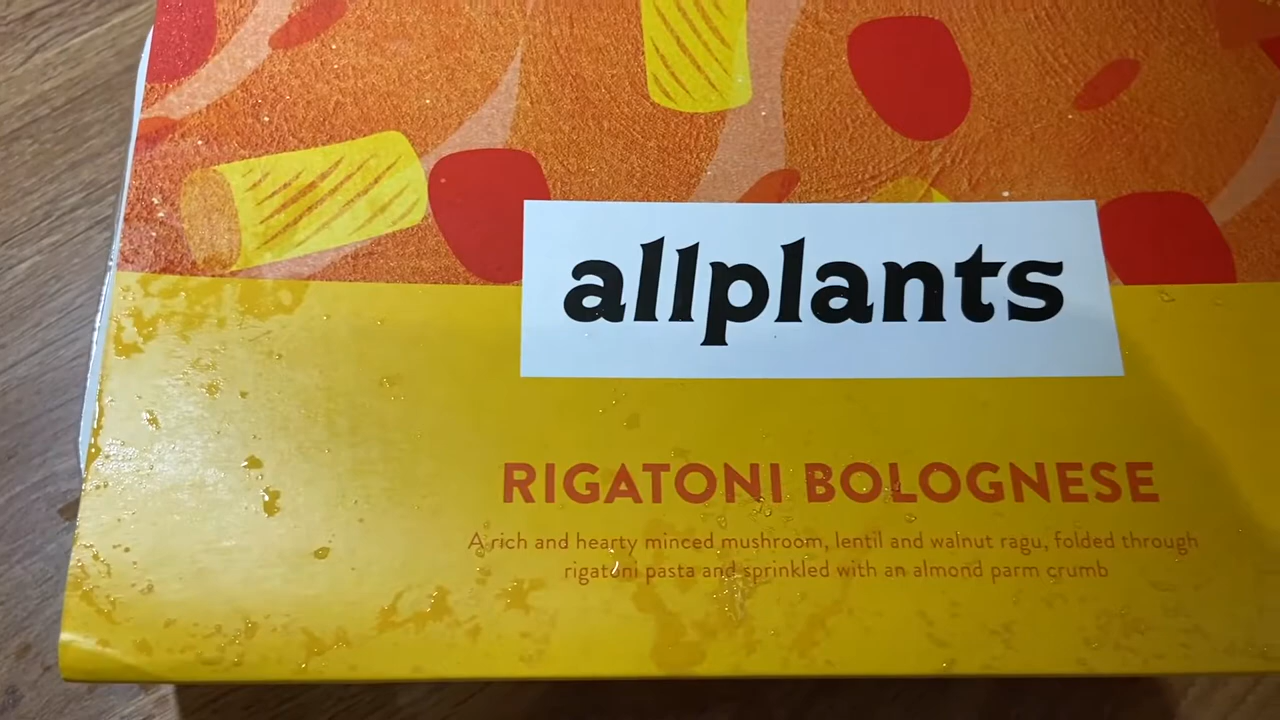 allplants
RIGATONI BOLOGNESE
A rich and hearty minced mushroom, lentil and walnut ragu, folded through
rigatoni pasta and sprinkled with an almond parm crumb